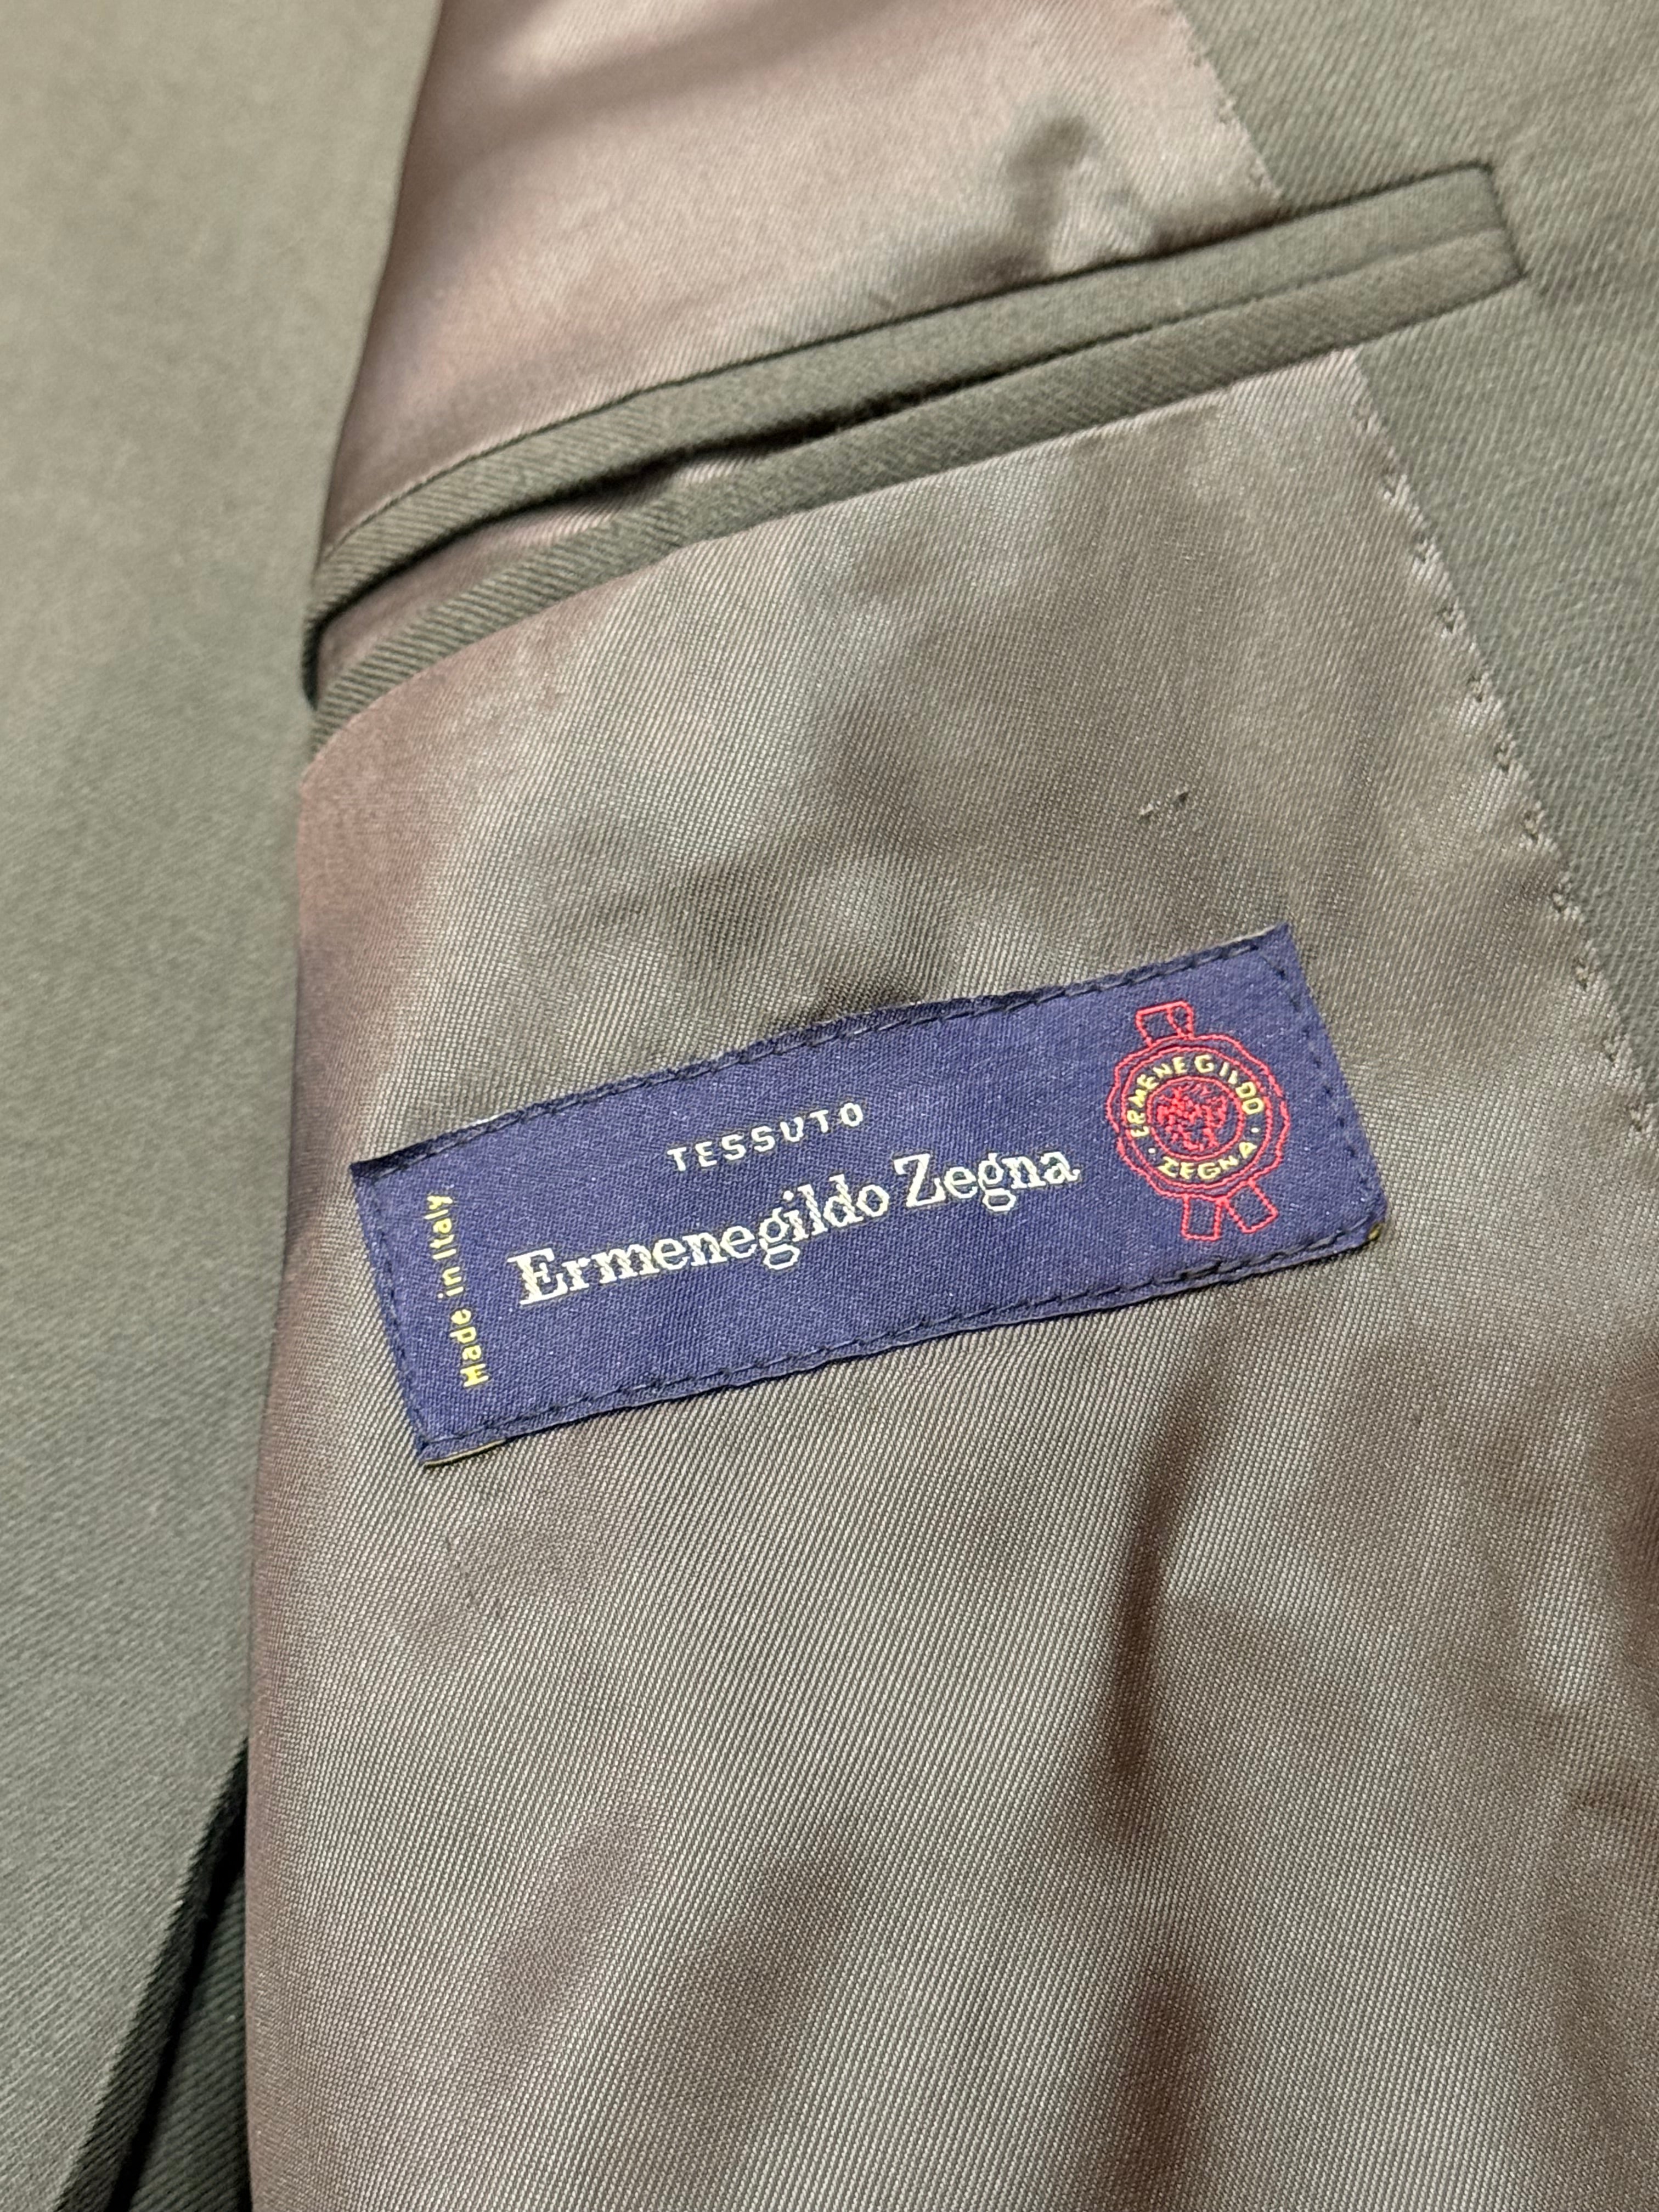 TESSUTO
Ermenegildo Zegna
Made in Italy
ERMENEGILDO
· ZEGNA ·